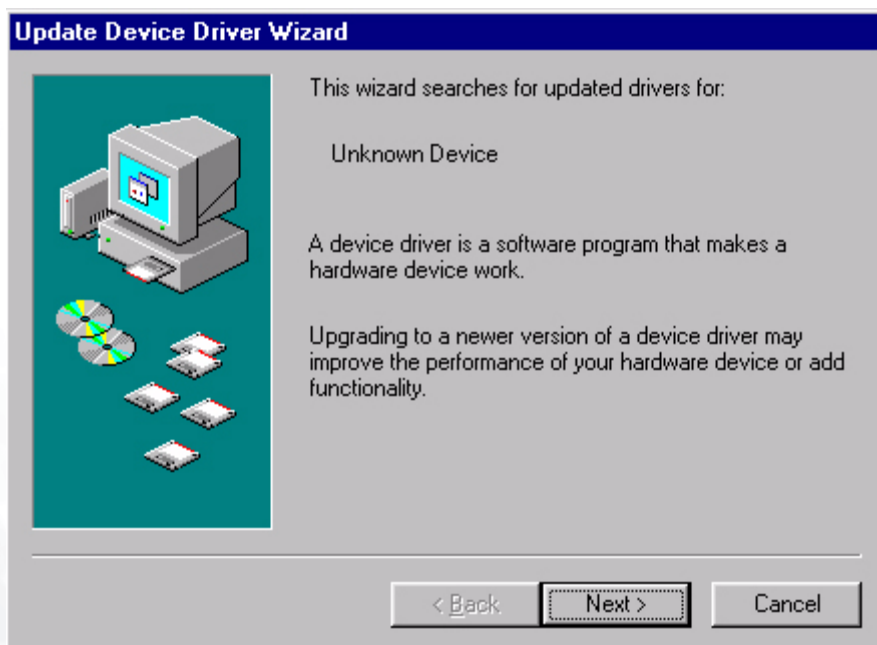 Update Device Driver Wizard
This wizard searches for updated drivers for:
Unknown Device
A device driver is a software program that makes a
hardware device work.
Upgrading to a newer version of a device driver may
improve the performance of your hardware device or add
functionality.
< Back
Next >
Cancel